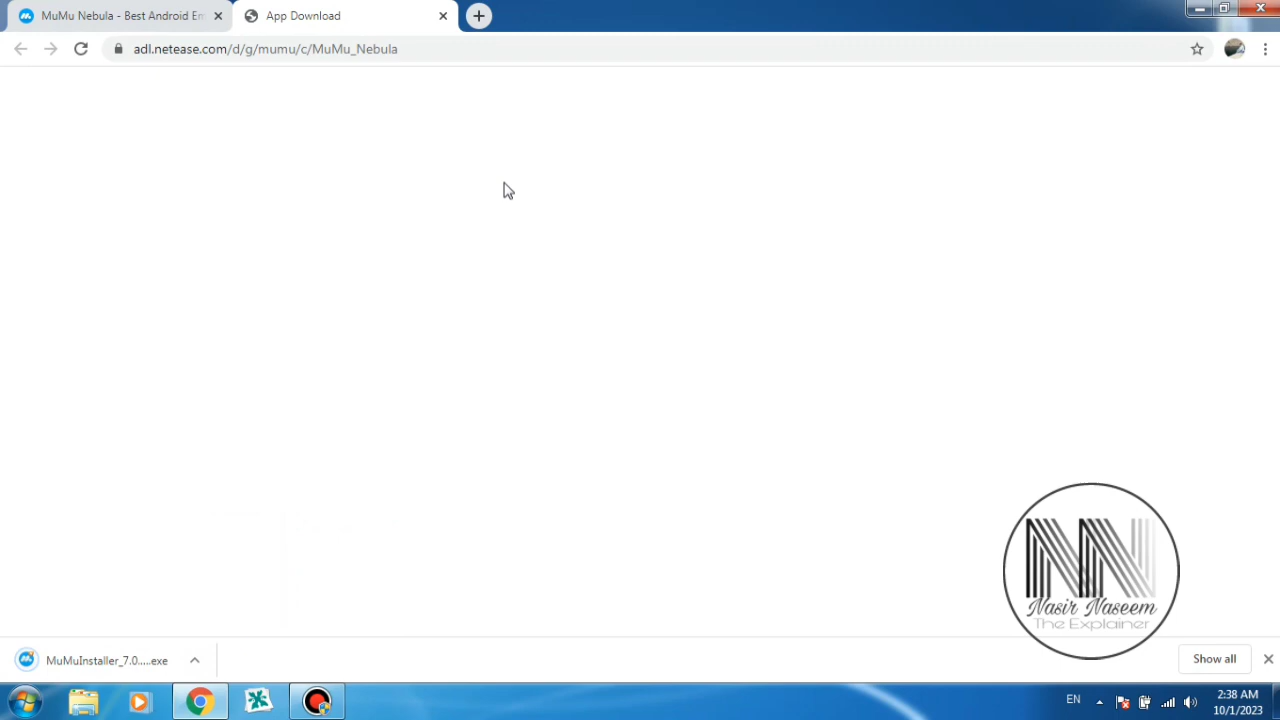 MuMu Nebula - Best Android Em
App Download
adl.netease.com/d/g/mumu/c/MuMu_Nebula
NN
Nasir Naseem
The Explainer
MuMuInstaller_7.0....exe
Show all
EN
2:38 AM
10/1/2023